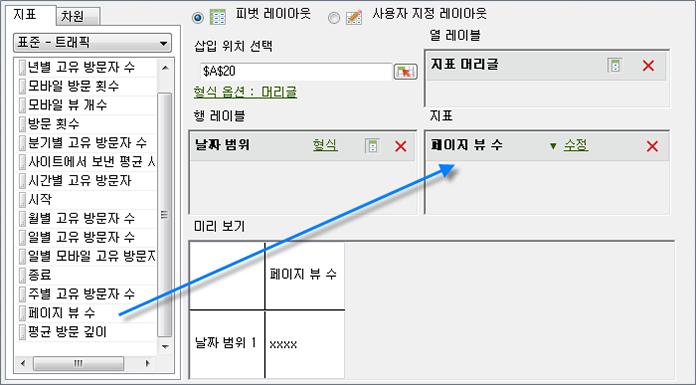 지표 차원
표준 - 트래픽
년별 고유 방문자 수
모바일 방문 횟수
모바일 뷰 개수
방문 횟수
분기별 고유 방문자 수
사이트에서 보낸 평균 시
시간별 고유 방문자
시작
월별 고유 방문자 수
일별 고유 방문자 수
일별 모바일 고유 방문자
종료
주별 고유 방문자 수
페이지 뷰 수
평균 방문 깊이
피벗 레이아웃 사용자 지정 레이아웃
삽입 위치 선택
$A$20
형식 옵션 : 머리글
열 레이블
지표 머리글
행 레이블
날짜 범위 형식
지표
페이지 뷰 수 ▼ 수정
미리 보기
페이지 뷰 수
날짜 범위 1 xxxx